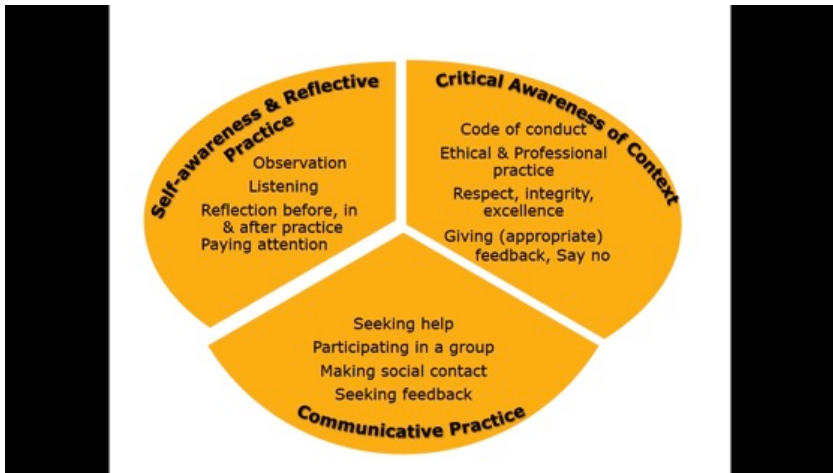 Self-awareness & Reflective
Practice
Observation
Listening
Reflection before, in
& after practice
Paying attention
Critical Awareness of Context
Code of conduct
Ethical & Professional
practice
Respect, integrity,
excellence
Giving (appropriate)
feedback, Say no
Seeking help
Participating in a group
Making social contact
Seeking feedback
Communicative Practice